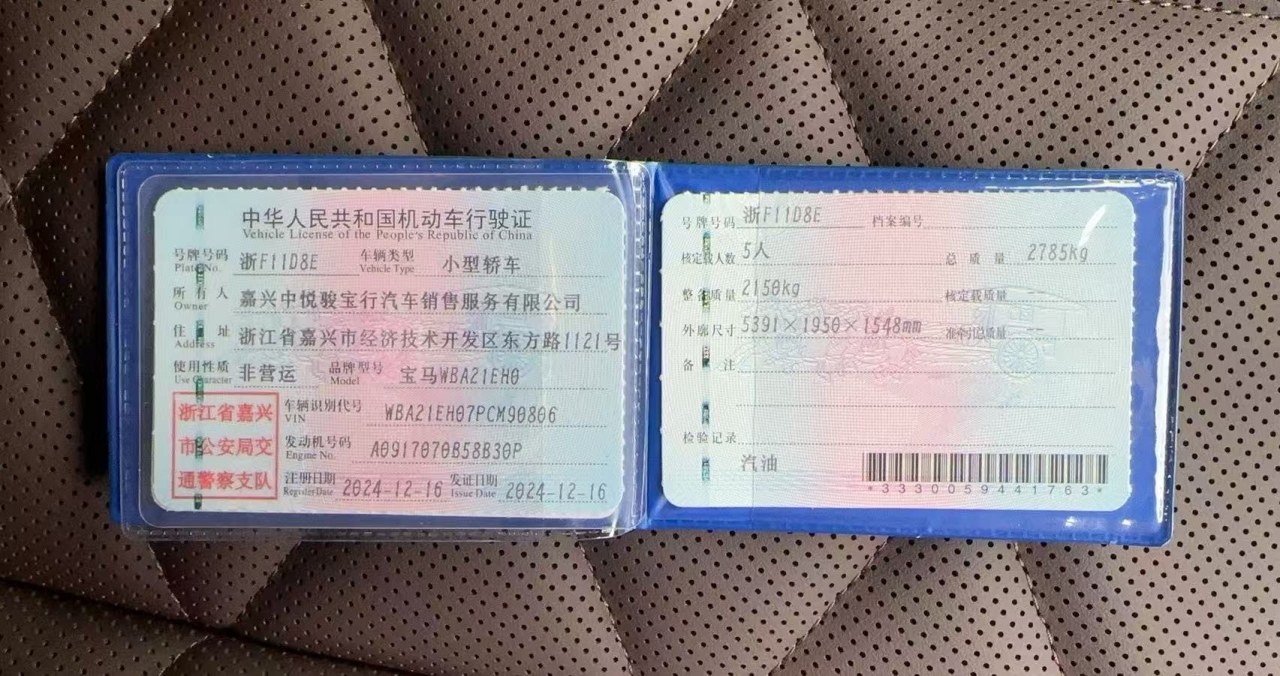 中华人民共和国机动车行驶证
Vehicle License of the People's Republic of China
号牌号码 浙F11D8E 车辆类型 小型轿车
Plate No. Vehicle Type
所有人 嘉兴中悦骏宝行汽车销售服务有限公司
Owner
住址 浙江省嘉兴市经济技术开发区东方路1121号
Address
使用性质 非营运 品牌型号 宝马WBA21EH0
Use Character Model
浙江省嘉兴
市公安局交
通警察支队
车辆识别代号 WBA21EH07PCM90806
VIN
发动机号码 A0917070B58B30P
Engine No.
注册日期 2024-12-16 发证日期 2024-12-16
Register Date Issue Date
号牌号码 浙F11D8E 档案编号
核定载人数 5人 总质量 2785kg
整备质量 2150kg 核定载质量 --
外廓尺寸 5391×1950×1548mm 准牵引总质量 --
备注
检验记录
汽油
*3330059441763*